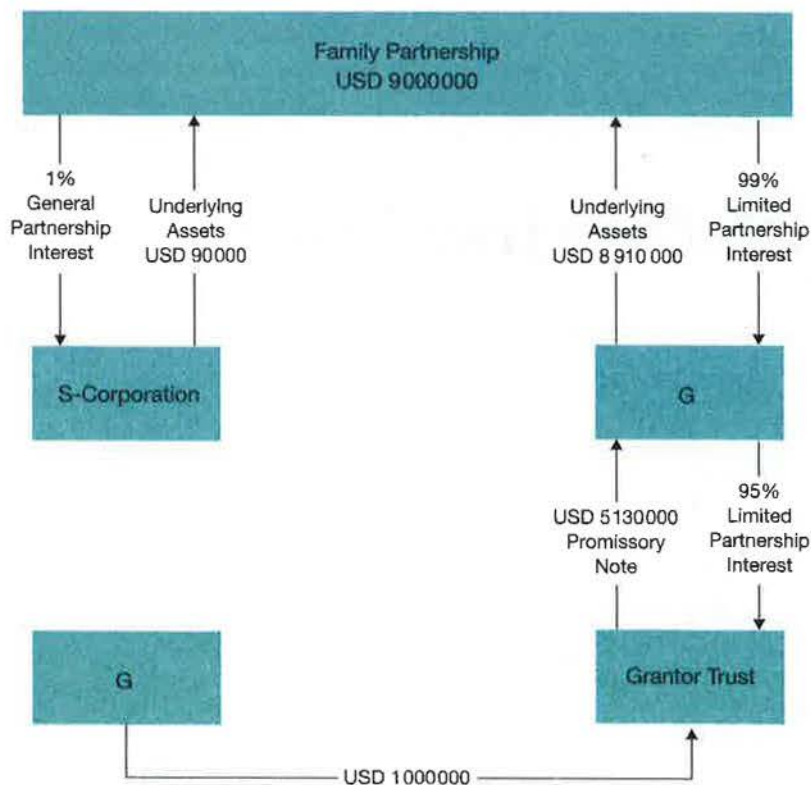 Family Partnership
USD 9000000
1%
General
Partnership
Interest
Underlying
Assets
USD 90000
Underlying
Assets
USD 8 910 000
99%
Limited
Partnership
Interest
S-Corporation
G
USD 5130000
Promissory
Note
95%
Limited
Partnership
Interest
G
Grantor Trust
USD 1000000